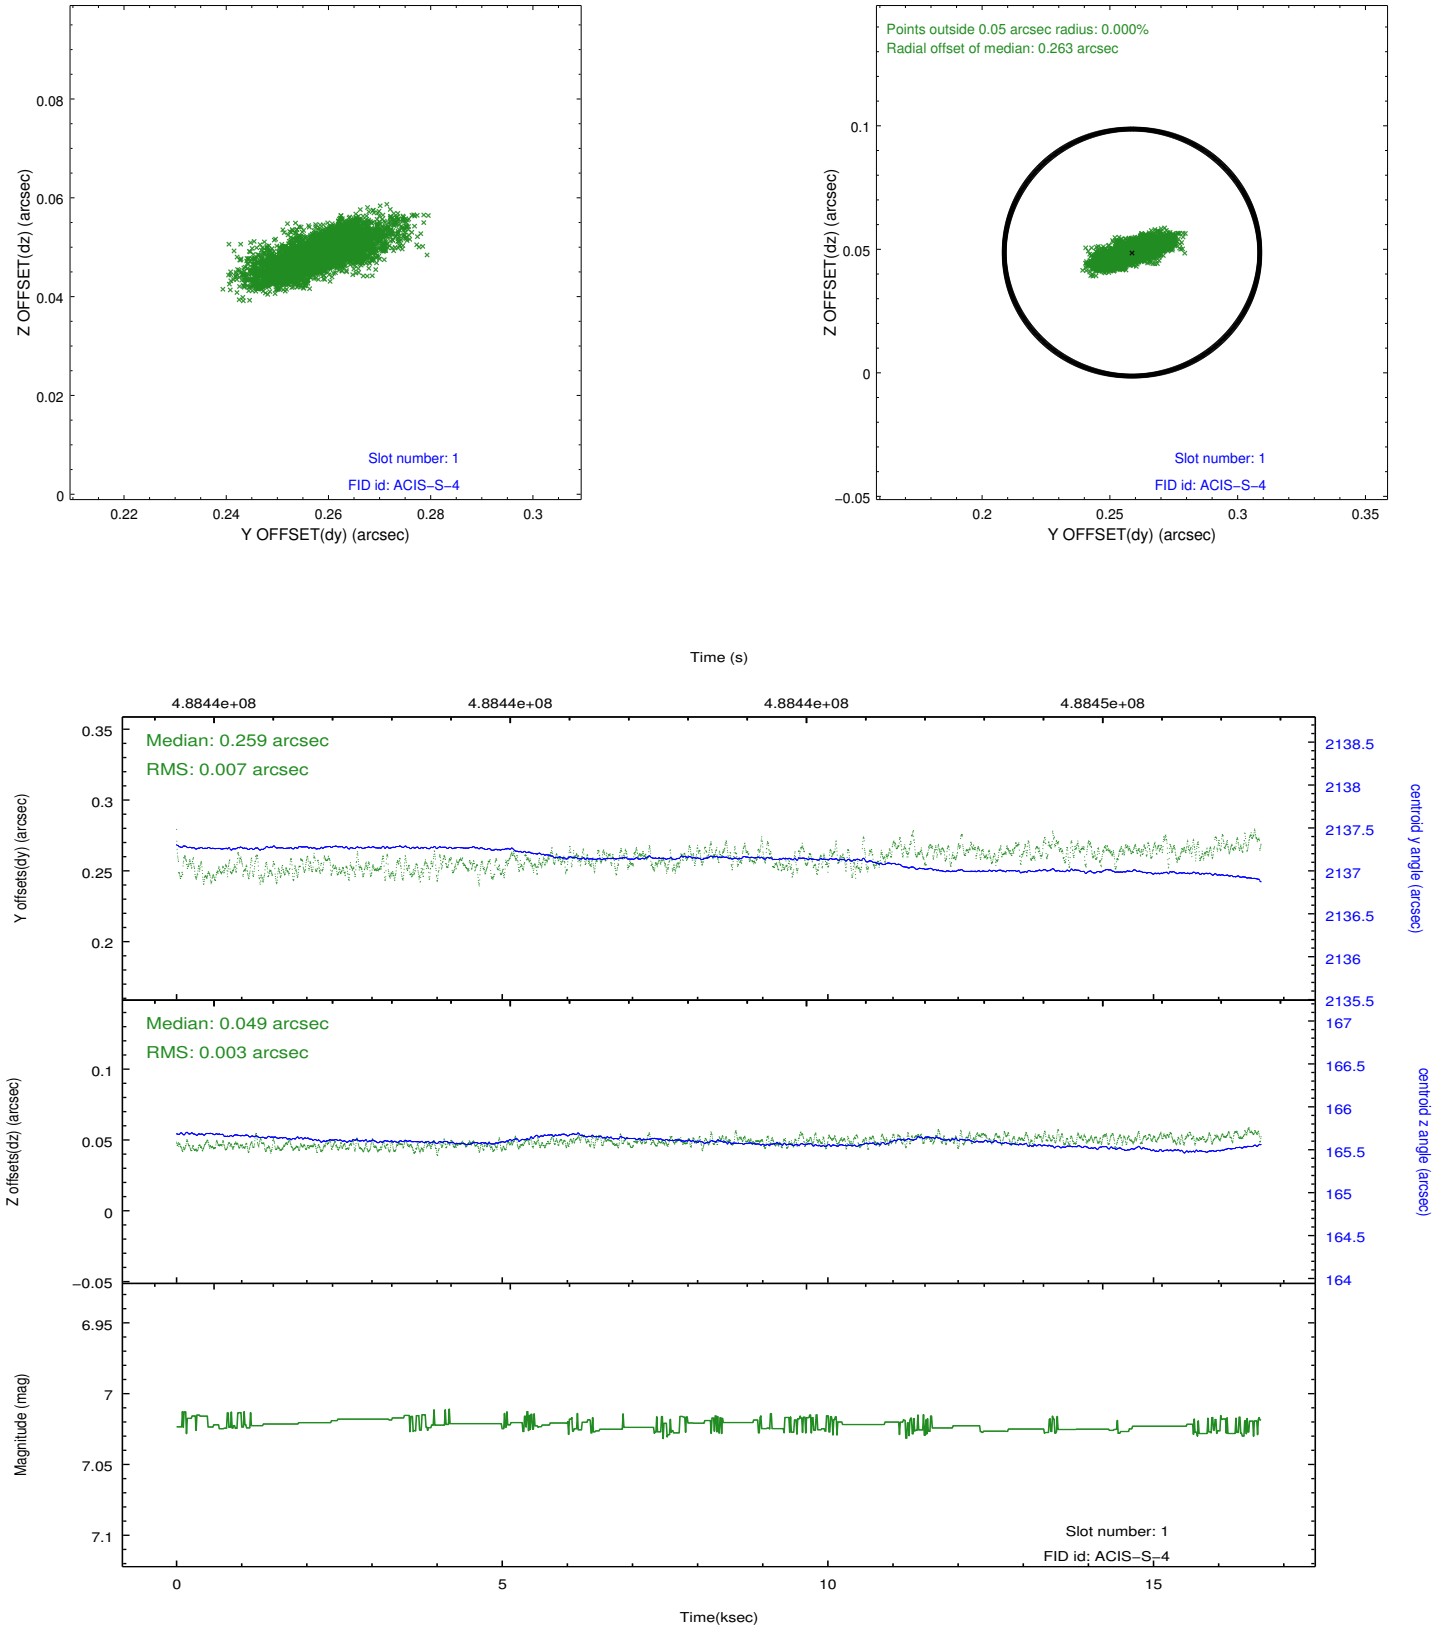 0.08
0.06
0.04
0.02
0
Z OFFSET(dz) (arcsec)
Slot number: 1
FID id: ACIS−S−4
0.22 0.24 0.26 0.28 0.3
Y OFFSET(dy) (arcsec)
Points outside 0.05 arcsec radius: 0.000%
Radial offset of median: 0.263 arcsec
0.1
0.05
0
−0.05
Z OFFSET(dz) (arcsec)
Slot number: 1
FID id: ACIS−S−4
0.2 0.25 0.3 0.35
Y OFFSET(dy) (arcsec)
Time (s)
4.8844e+08 4.8844e+08 4.8844e+08 4.8845e+08
Median: 0.259 arcsec
RMS: 0.007 arcsec
0.35
0.3
0.25
0.2
Y offsets(dy) (arcsec)
2138.5
2138
2137.5
2137
2136.5
2136
2135.5
centroid y angle (arcsec)
Median: 0.049 arcsec
RMS: 0.003 arcsec
0.1
0.05
0
−0.05
Z offsets(dz) (arcsec)
167
166.5
166
165.5
165
164.5
164
centroid z angle (arcsec)
6.95
7
7.05
7.1
Magnitude (mag)
Slot number: 1
FID id: ACIS−S−4
0 5 10 15
Time(ksec)